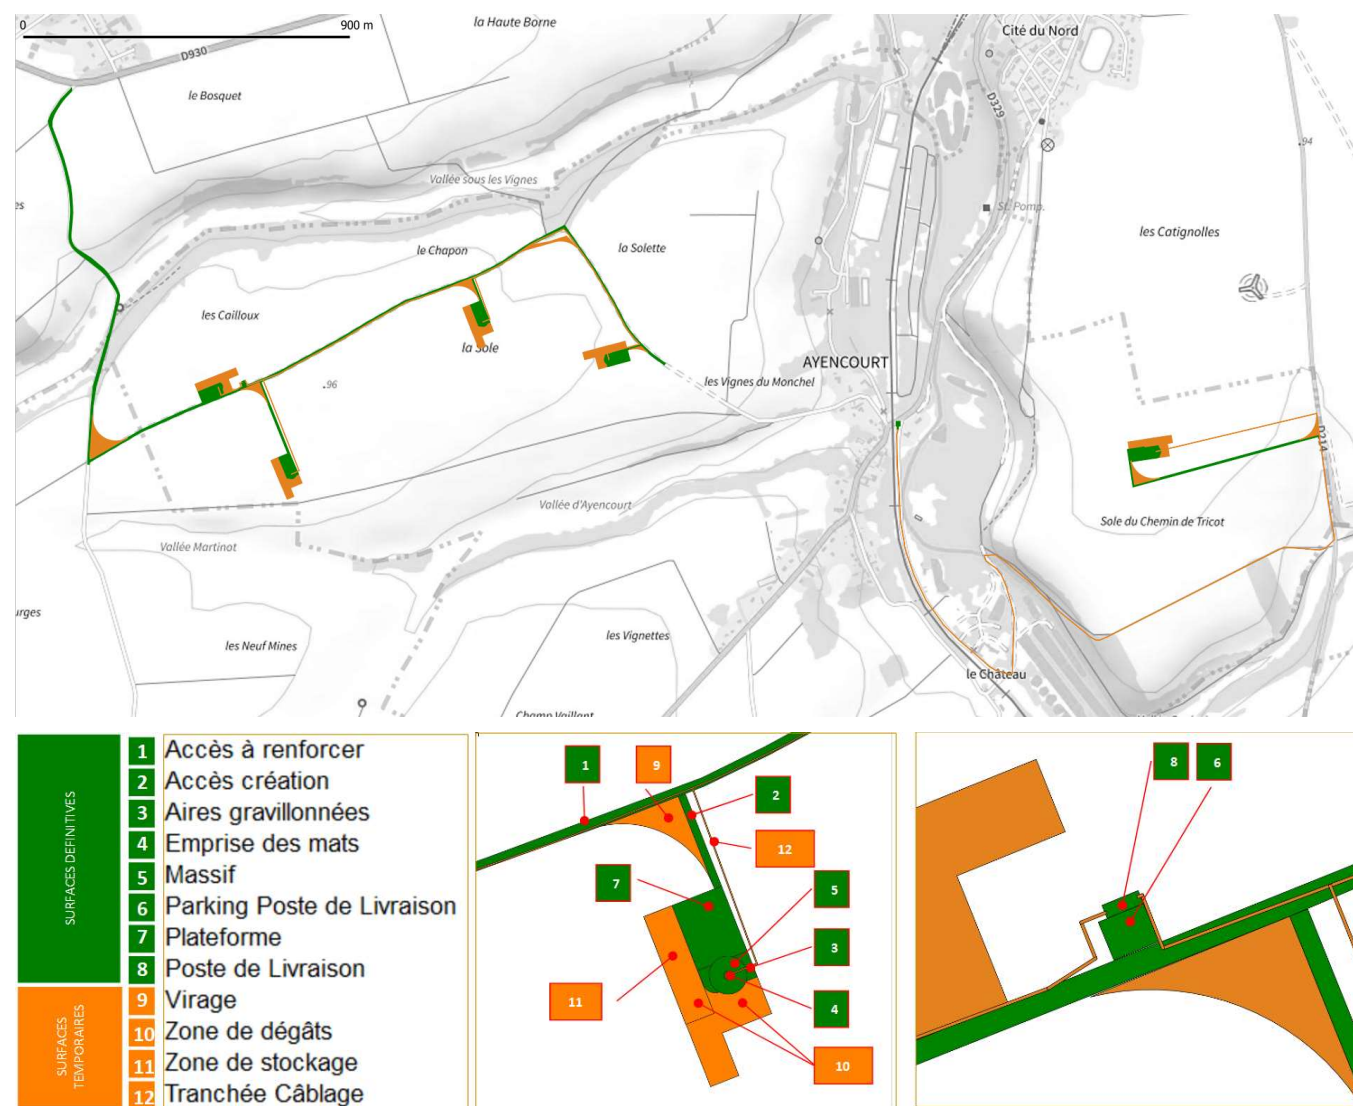 0 900 m
la Haute Borne
Cité du Nord
D930
le Bosquet
D329
.94
Vallée sous les Vignes
St. Pomp.
les Catignolles
es
le Chapon
la Solette
les Cailloux
la Sole
AYENCOURT
.96
les Vignes du Monchel
D214
Vallée d'Ayencourt
Sole du Chemin de Tricot
Vallée Martinot
urges
les Neuf Mines
les Vignettes
le Château
Champ Vaillant
SURFACES DEFINITIVES
1 Accès à renforcer
2 Accès création
3 Aires gravillonnées
4 Emprise des mats
5 Massif
6 Parking Poste de Livraison
7 Plateforme
8 Poste de Livraison
SURFACES
TEMPORAIRES
9 Virage
10 Zone de dégâts
11 Zone de stockage
12 Tranchée Câblage
1
9
2
12
7
5
3
11
4
10
8
6